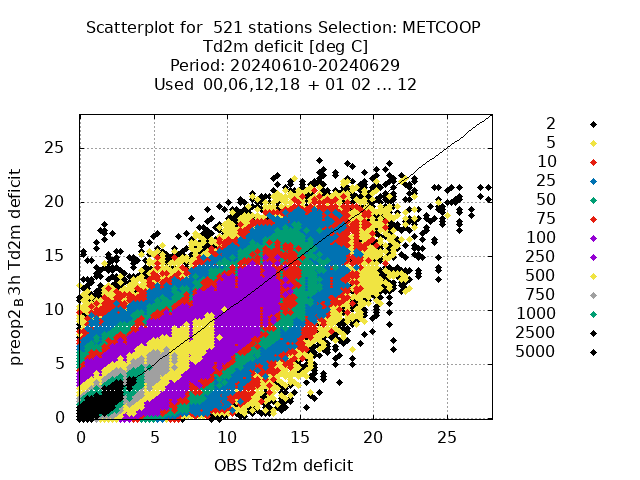 Scatterplot for 521 stations Selection: METCOOP
Td2m deficit [deg C]
Period: 20240610-20240629
Used 00,06,12,18 + 01 02 ... 12
preop2_B3h Td2m deficit
25
20
15
10
5
0
0 5 10 15 20 25
OBS Td2m deficit
2
5
10
25
50
75
100
250
500
750
1000
2500
5000